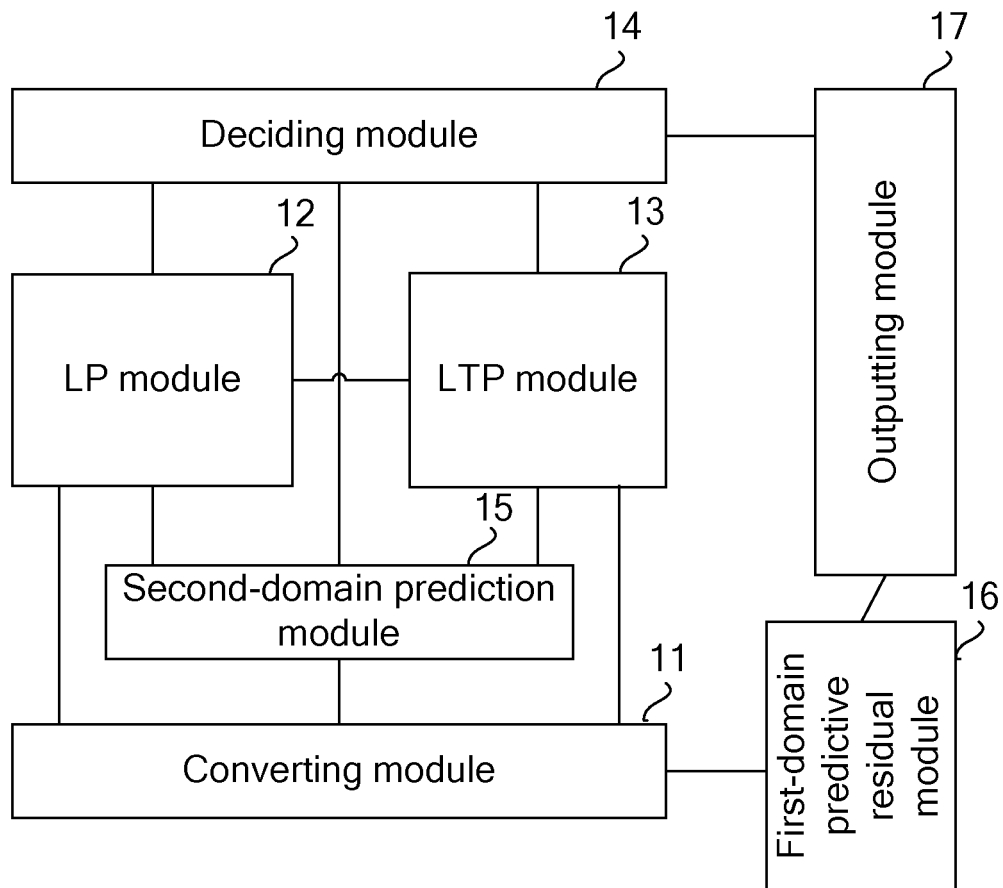 14
17
Deciding module
12
13
LP module
LTP module
Outputting module
15
Second-domain prediction
module
16
11
Converting module
First-domain
predictive
residual
module